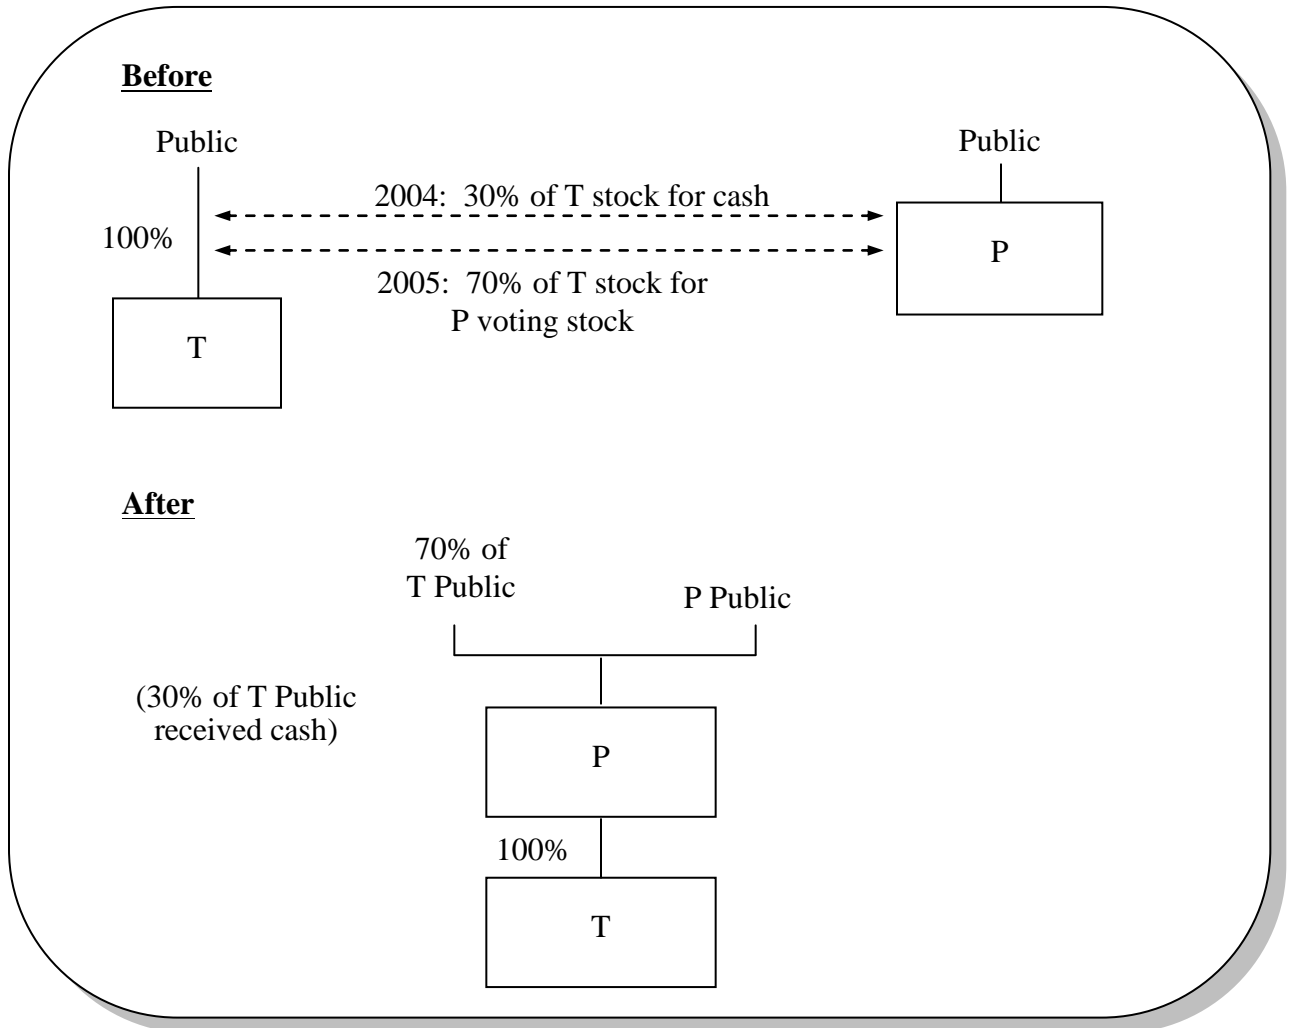 Before
Public
Public
2004:  30% of T stock for cash
100%
P
2005:  70% of T stock for
P voting stock
T
After
70% of
T Public
P Public
(30% of T Public
received cash)
P
100%
T